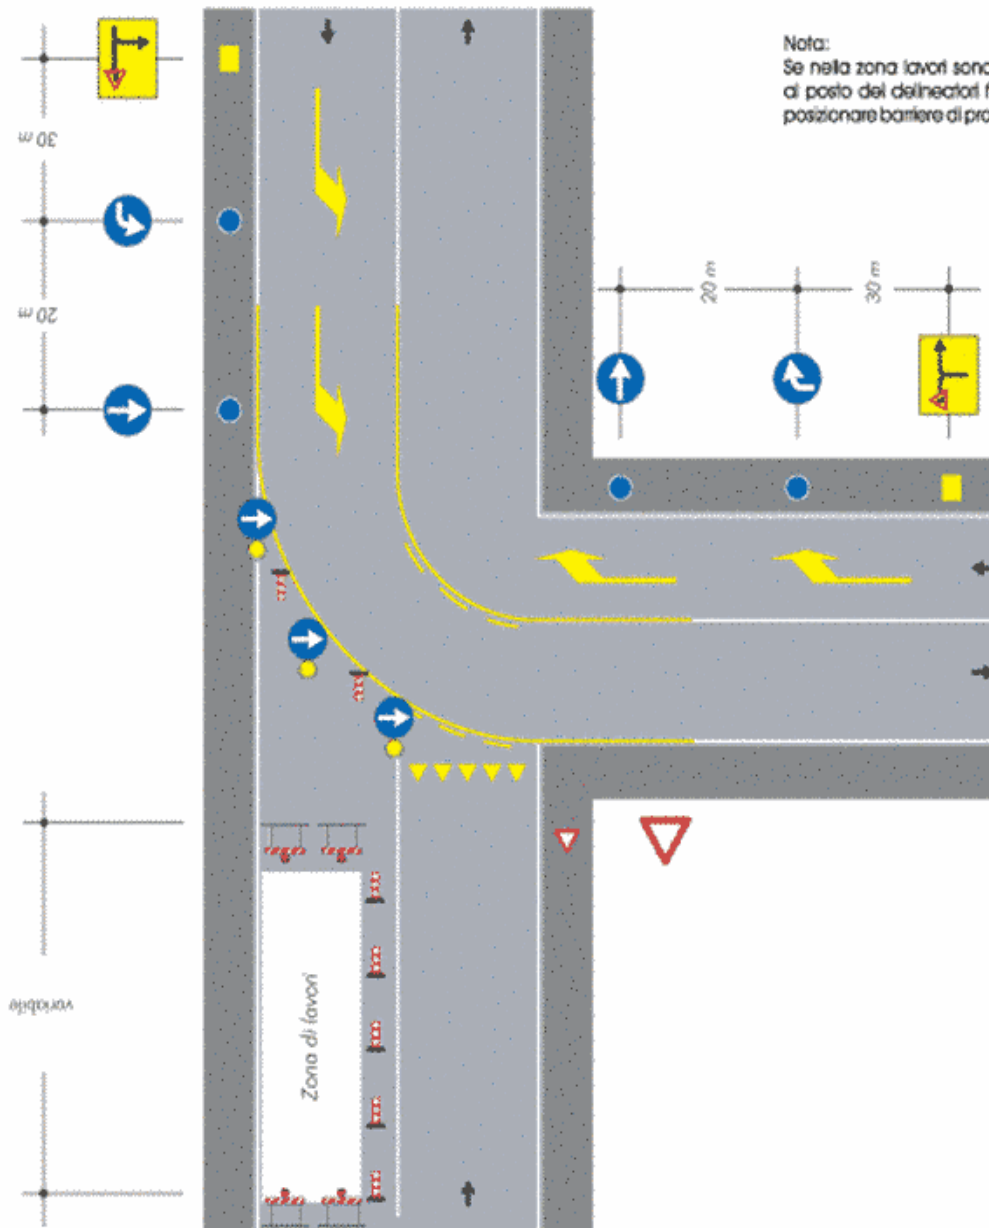 Nota:
Se nella zona lavori sono
al posto dei delineatori f
posizionare barriere di pro
30 m
20 m
20 m
30 m
variabile
Zona di lavori